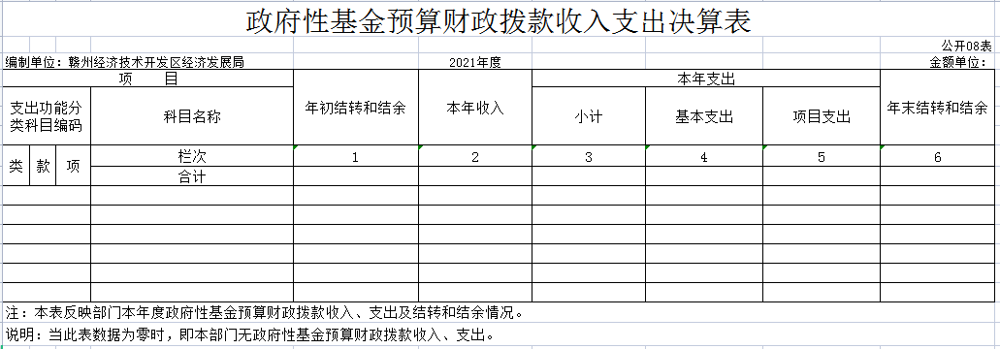 政府性基金预算财政拨款收入支出决算表
公开08表
编制单位：赣州经济技术开发区经济发展局 2021年度 金额单位：
项 目 年初结转和结余 本年收入 本年支出 年末结转和结余
支出功能分类科目编码 科目名称 小计 基本支出 项目支出
类 款 项 栏次 1 2 3 4 5 6
合计
注：本表反映部门本年度政府性基金预算财政拨款收入、支出及结转和结余情况。
说明：当此表数据为零时，即本部门无政府性基金预算财政拨款收入、支出。